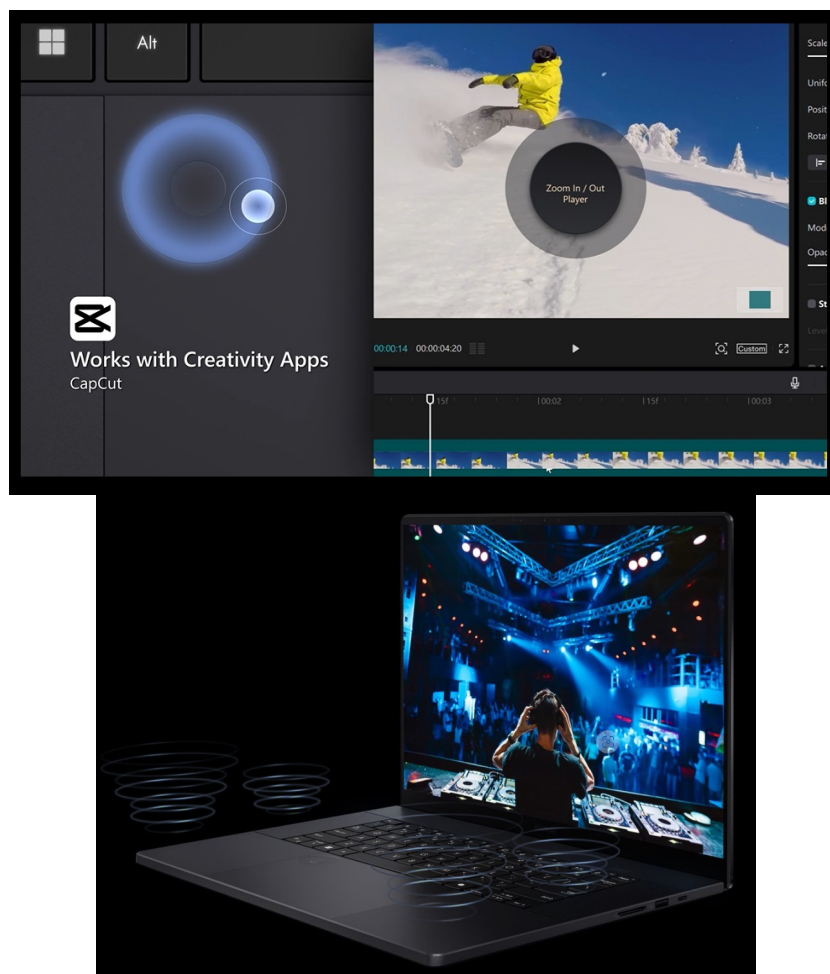 Alt
Zoom In / Out
Player
Works with Creativity Apps
CapCut
00:00:14 00:00:04:20
Custom
15f
00:02
15f
00:03
Scale
Opac